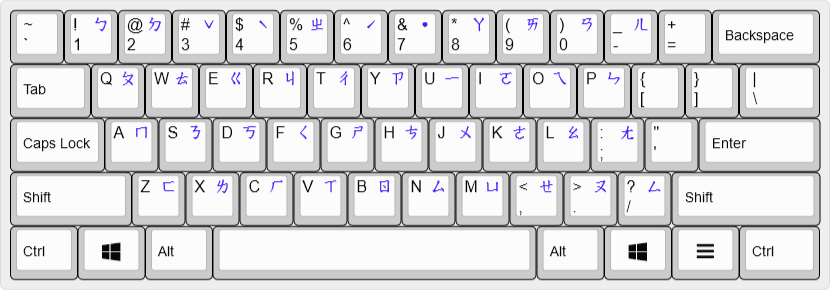 ~ ! ㄅ @ ㄉ # ˇ $ ˋ % ㄓ ^ ˊ & ˙ * ㄚ ( ㄞ ) ㄢ _ ㄦ + Backspace
` 1 2 3 4 5 6 7 8 9 0 - =
Tab Q ㄆ W ㄊ E ㄍ R ㄐ T ㄔ Y ㄗ U ㄧ I ㄛ O ㄟ P ㄣ { } |
[ ] \
Caps Lock A ㄇ S ㄋ D ㄎ F ㄑ G ㄕ H ㄘ J ㄨ K ㄜ L ㄠ : ㄤ " Enter
; '
Shift Z ㄈ X ㄌ C ㄏ V ㄒ B ㄖ N ㄙ M ㄩ < ㄝ > ㄡ ? ㄥ Shift
, . /
Ctrl Alt Alt Ctrl